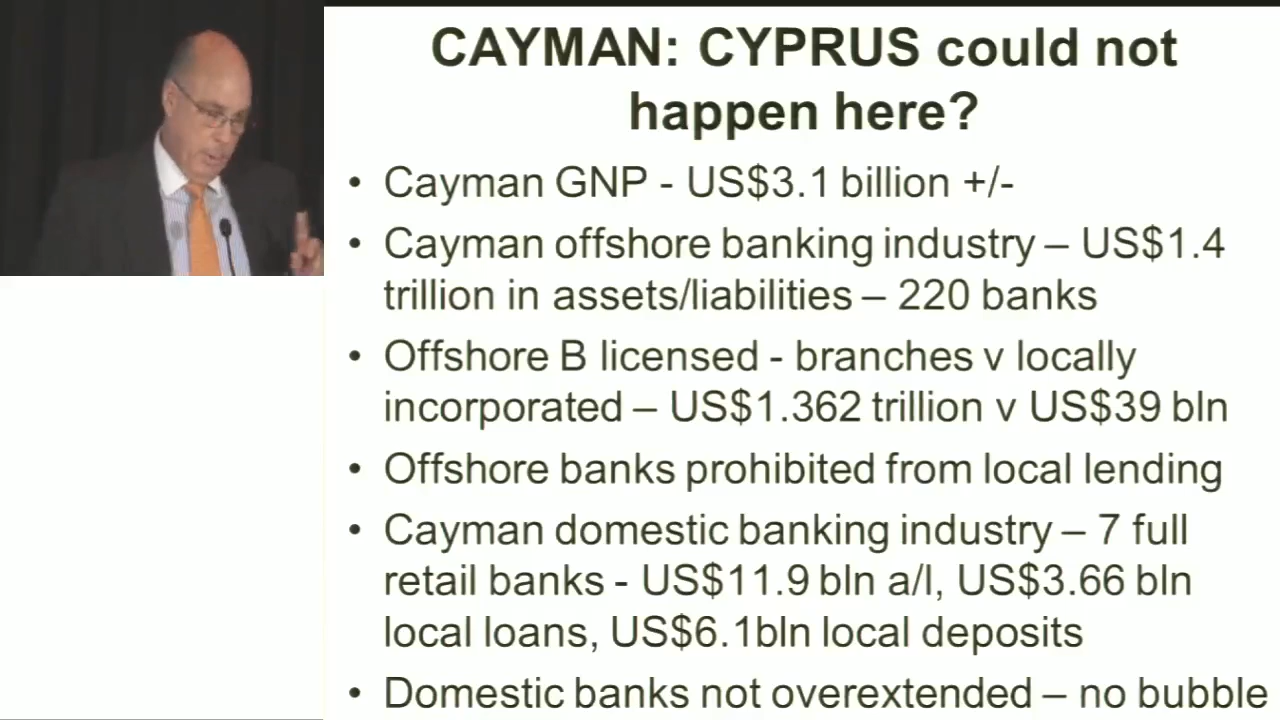 CAYMAN: CYPRUS could not
happen here?
• Cayman GNP - US$3.1 billion +/-
• Cayman offshore banking industry – US$1.4
trillion in assets/liabilities – 220 banks
• Offshore B licensed - branches v locally
incorporated – US$1.362 trillion v US$39 bln
• Offshore banks prohibited from local lending
• Cayman domestic banking industry – 7 full
retail banks - US$11.9 bln a/l, US$3.66 bln
local loans, US$6.1bln local deposits
• Domestic banks not overextended – no bubble